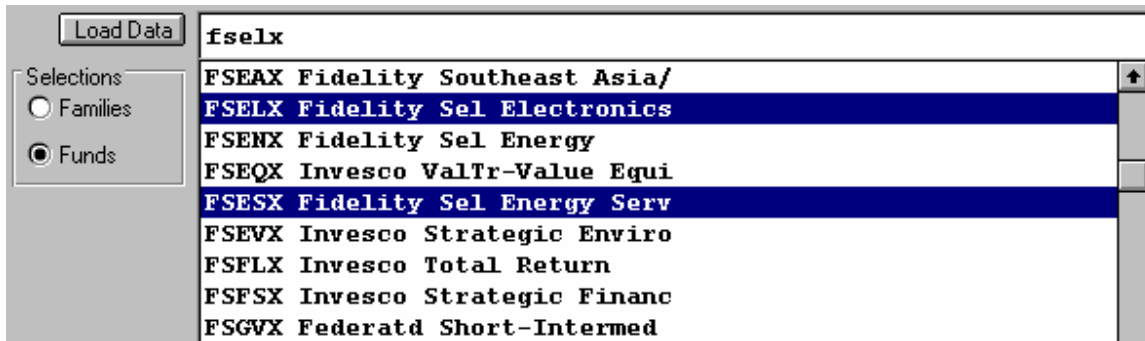 Load Data
fselx
Selections
Families
Funds
FSEAX Fidelity Southeast Asia/
FSELX Fidelity Sel Electronics
FSENX Fidelity Sel Energy
FSEQX Invesco ValTr-Value Equi
FSESX Fidelity Sel Energy Serv
FSEVX Invesco Strategic Enviro
FSFLX Invesco Total Return
FSFSX Invesco Strategic Financ
FSGVX Federatd Short-Intermed